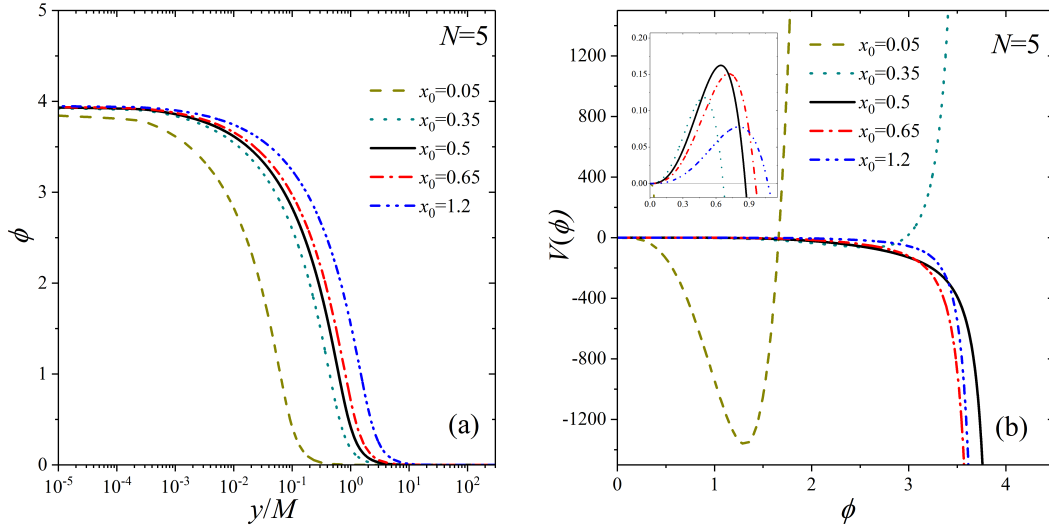 5
4
3
2
1
0
ϕ
10⁻⁵
10⁻⁴
10⁻³
10⁻²
10⁻¹
10⁰
10¹
10²
y/M
N=5
x₀=0.05
x₀=0.35
x₀=0.5
x₀=0.65
x₀=1.2
(a)
1200
800
400
0
-400
-800
-1200
V(ϕ)
0
1
2
3
4
ϕ
0.20
0.15
0.10
0.05
0.00
0.0
0.3
0.6
0.9
N=5
x₀=0.05
x₀=0.35
x₀=0.5
x₀=0.65
x₀=1.2
(b)